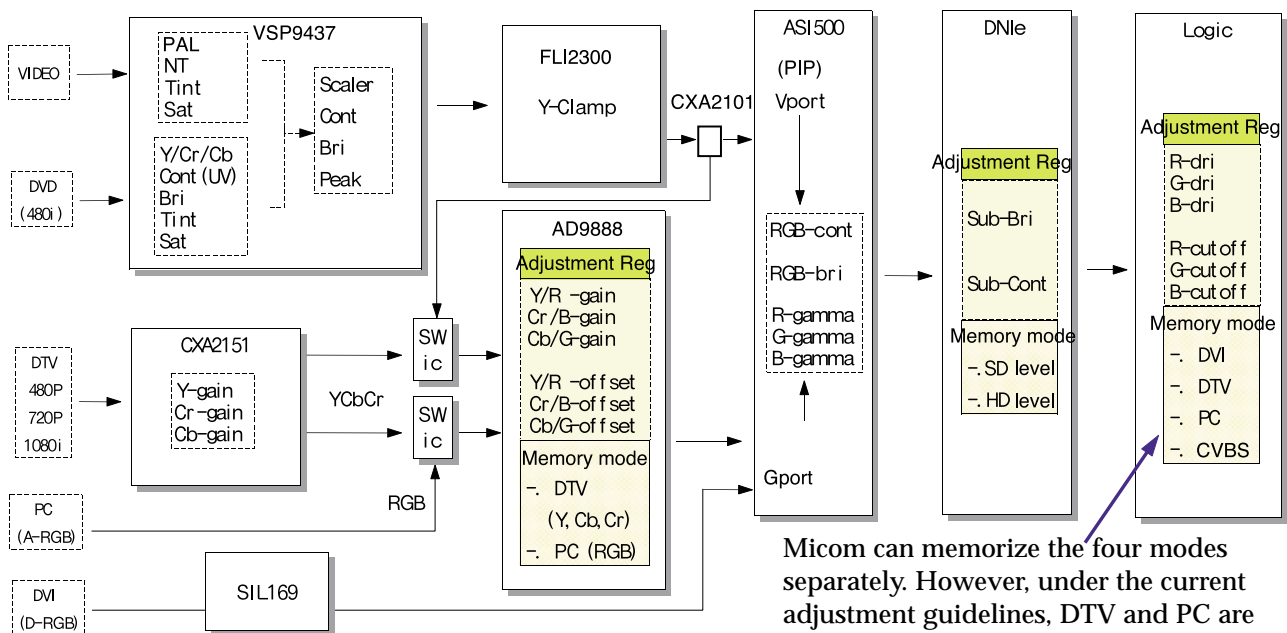 VIDEO
DVD
(480i)
DTV
480P
720P
1080i
PC
(A-RGB)
DVI
(D-RGB)
VSP9437
PAL
NT
Tint
Sat
Y/Cr/Cb
Cont (UV)
Bri
Tint
Sat
Scaler
Cont
Bri
Peak
CXA2151
Y-gain
Cr-gain
Cb-gain
YCbCr
RGB
SIL169
SW
ic
SW
ic
FLI2300
Y-Clamp
CXA2101
AD9888
Adjustment Reg
Y/R -gain
Cr/B-gain
Cb/G-gain
Y/R -offset
Cr/B-offset
Cb/G-offset
Memory mode
-. DTV
(Y, Cb, Cr)
-. PC (RGB)
ASI500
(PIP)
Vport
RGB-cont
RGB-bri
R-gamma
G-gamma
B-gamma
Gport
DNIe
Adjustment Reg
Sub-Bri
Sub-Cont
Memory mode
-. SD level
-. HD level
Logic
Adjustment Reg
R-dri
G-dri
B-dri
R-cutoff
G-cutoff
B-cutoff
Memory mode
-. DVI
-. DTV
-. PC
-. CVBS
Micom can memorize the four modes
separately. However, under the current
adjustment guidelines, DTV and PC are